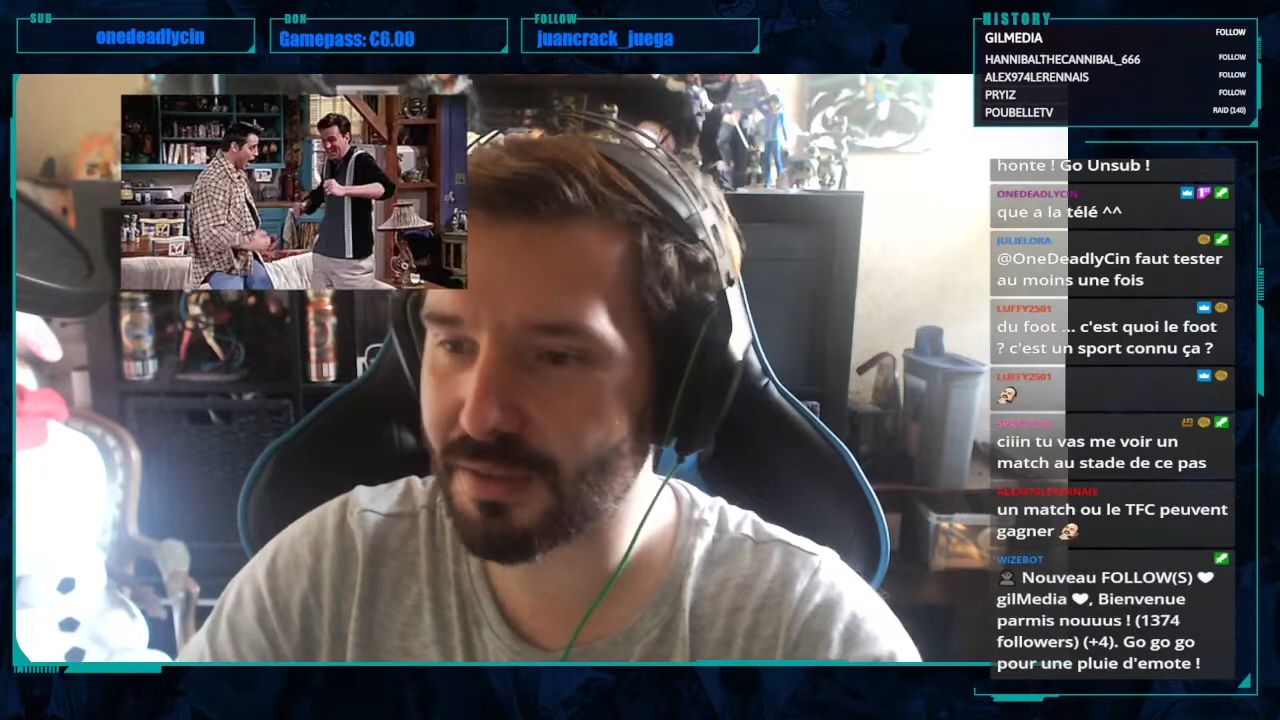 SUB
onedeadlycin
DON
Gamepass: €6.00
FOLLOW
juancrack_juega
HISTORY
GILMEDIA FOLLOW
HANNIBALTHECANNIBAL_666 FOLLOW
ALEX974LERENNAIS FOLLOW
PRYIZ FOLLOW
POUBELLETV RAID (140)
honte ! Go Unsub !
ONEDEADLYCIN
que a la télé ^^
JULIELORA
@OneDeadlyCin faut tester
au moins une fois
LUFFY2501
du foot ... c'est quoi le foot
? c'est un sport connu ça ?
LUFFY2501
ciiin tu vas me voir un
match au stade de ce pas
ALEX974LERENNAIS
un match ou le TFC peuvent
gagner
WIZEBOT
Nouveau FOLLOW(S)
gilMedia , Bienvenue
parmis nouuus ! (1374
followers) (+4). Go go go
pour une pluie d'emote !